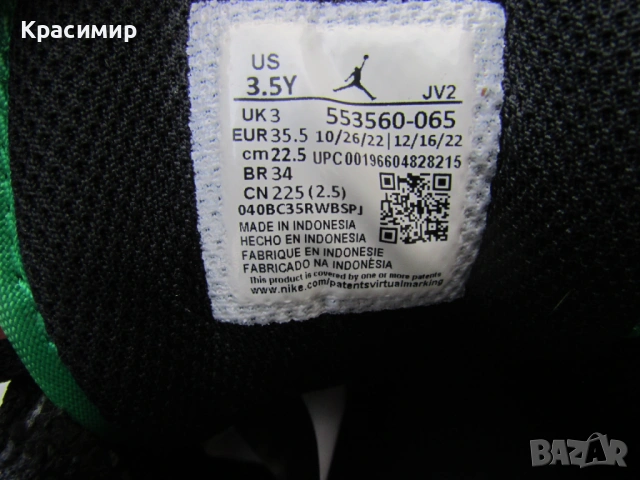 Красимир
US
3.5Y JV2
UK 3 553560-065
EUR 35.5 10/26/22 | 12/16/22
cm 22.5 UPC 00196604828215
BR 34
CN 225 (2.5)
040BC35RWBSPJ
MADE IN INDONESIA
HECHO EN INDONESIA
FABRIQUE EN INDONESIE
FABRICADO NA INDONÉSIA
This product is covered by one or more patents
www.nike.com/patentsvirtualmarking
BAZAR